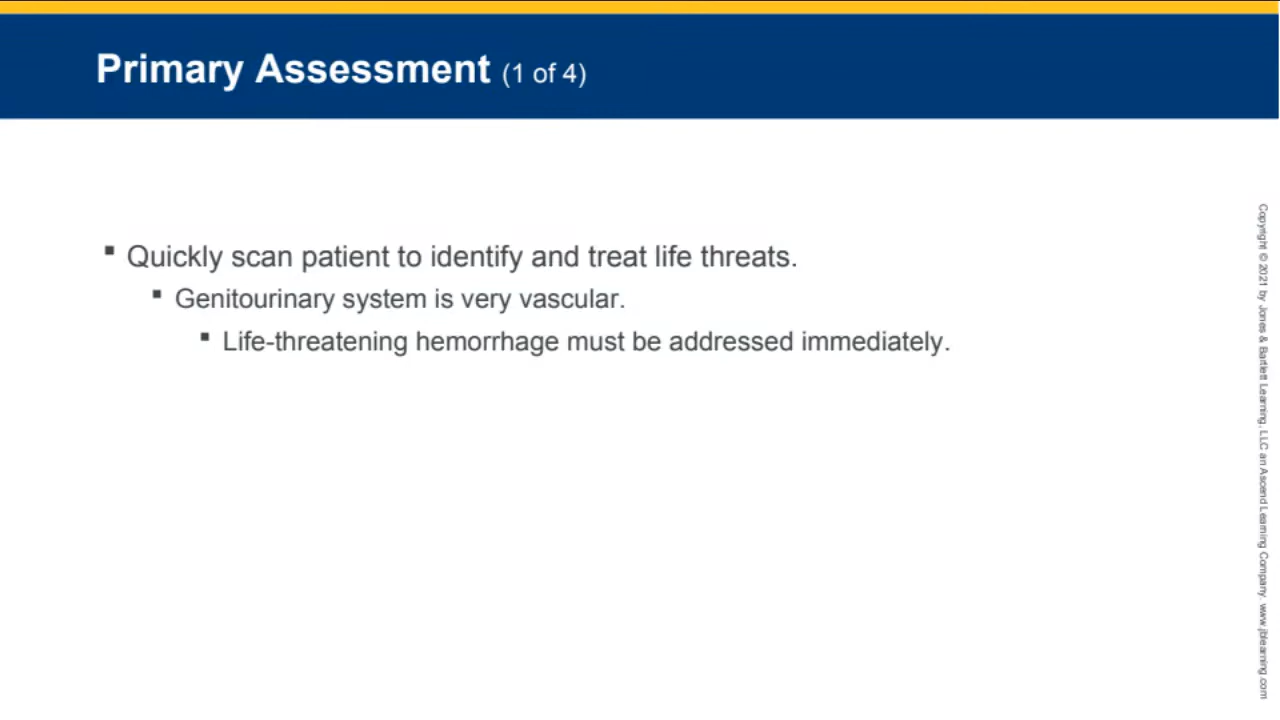 Primary Assessment (1 of 4)
▪ Quickly scan patient to identify and treat life threats.
▪ Genitourinary system is very vascular.
▪ Life-threatening hemorrhage must be addressed immediately.
Copyright © 2021 by Jones & Bartlett Learning, LLC an Ascend Learning Company. www.jblearning.com